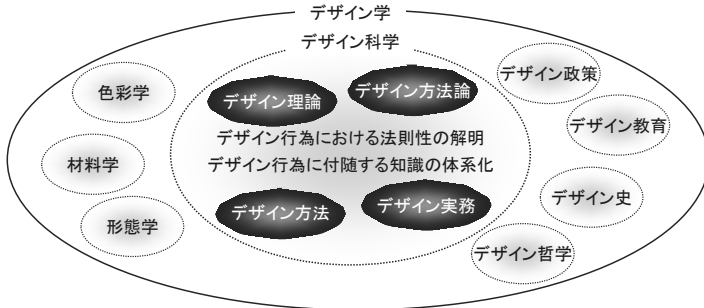 デザイン学
デザイン科学
色彩学
材料学
形態学
デザイン理論
デザイン方法論
デザイン行為における法則性の解明
デザイン行為に付随する知識の体系化
デザイン方法
デザイン実務
デザイン政策
デザイン教育
デザイン史
デザイン哲学